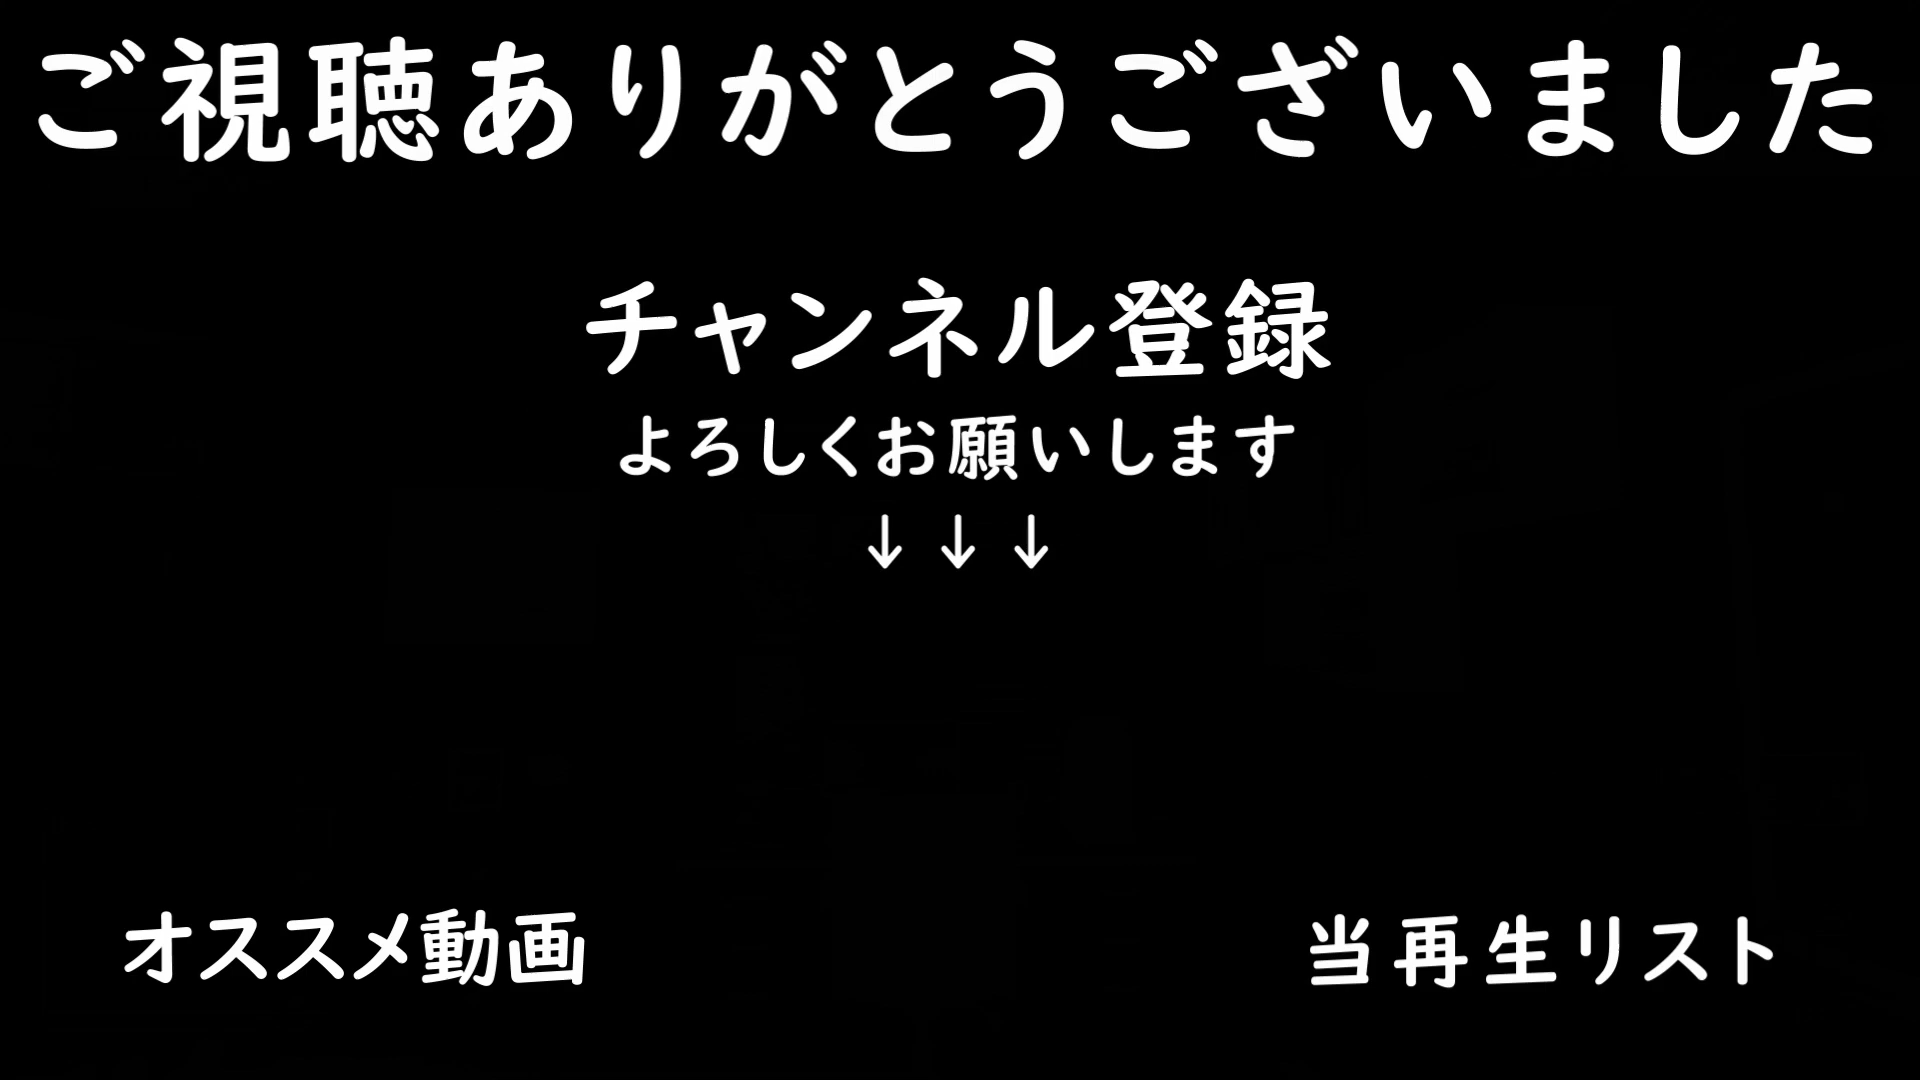 ご視聴ありがとうございました
チャンネル登録
よろしくお願いします
↓ ↓ ↓
オススメ動画
当再生リスト